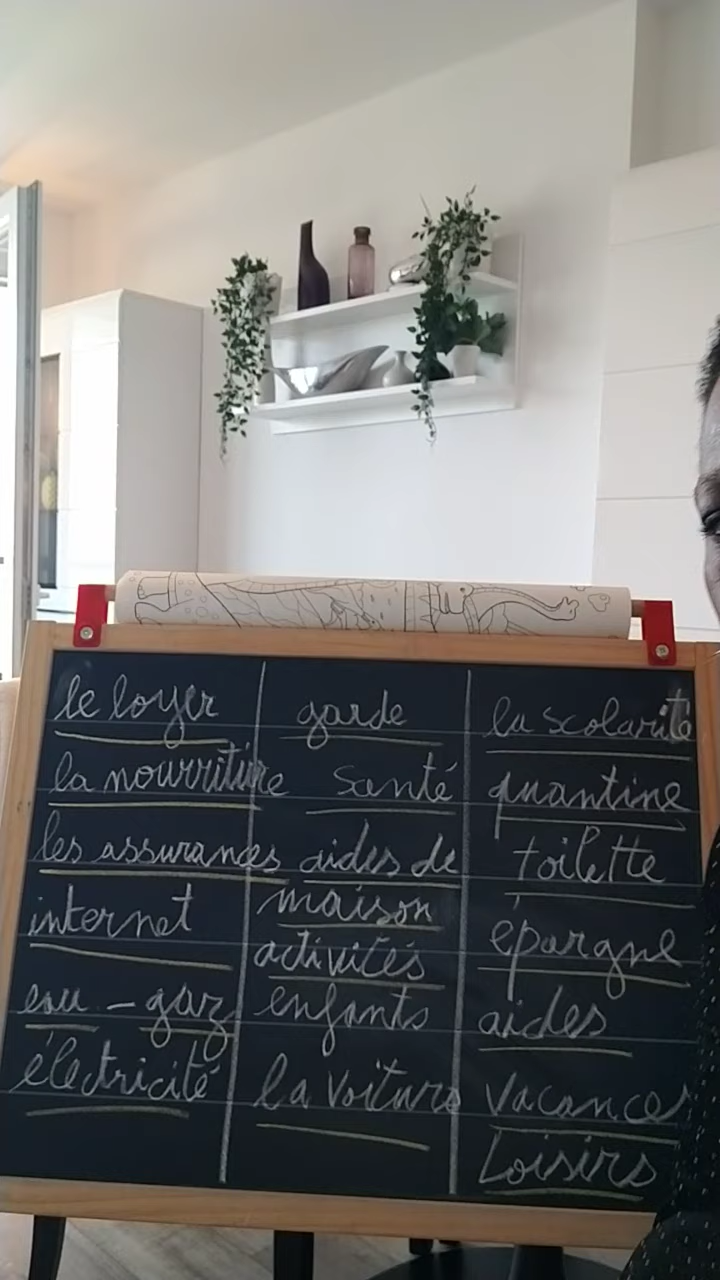 le loyer
la nourriture
les assurances
internet
eau - gaz
électricité
garde
santé
aides de
maison
activités
enfants
la voiture
la scolarité
quantine
toilette
épargne
aides
vacances
Loisirs